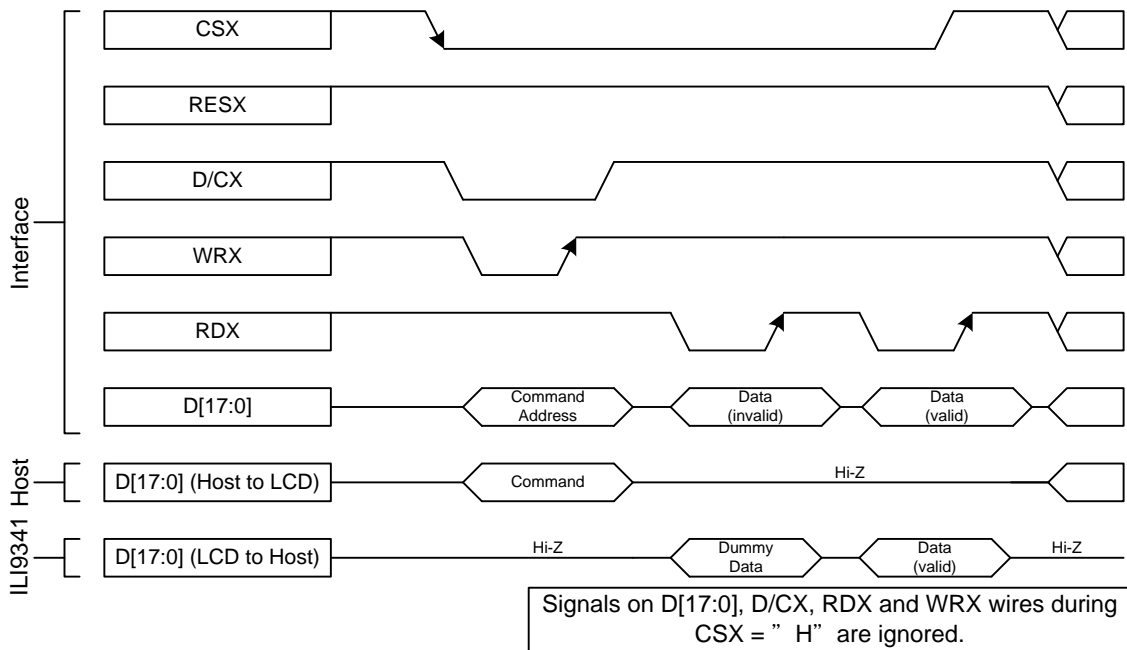 CSX
RESX
D/CX
WRX
RDX
D[17:0]
Command
Address
Data
(invalid)
Data
(valid)
Interface
D[17:0] (Host to LCD)
Command
Hi-Z
Host
D[17:0] (LCD to Host)
Hi-Z
Dummy
Data
Data
(valid)
Hi-Z
ILI9341
Signals on D[17:0], D/CX, RDX and WRX wires during
CSX = ” H” are ignored.